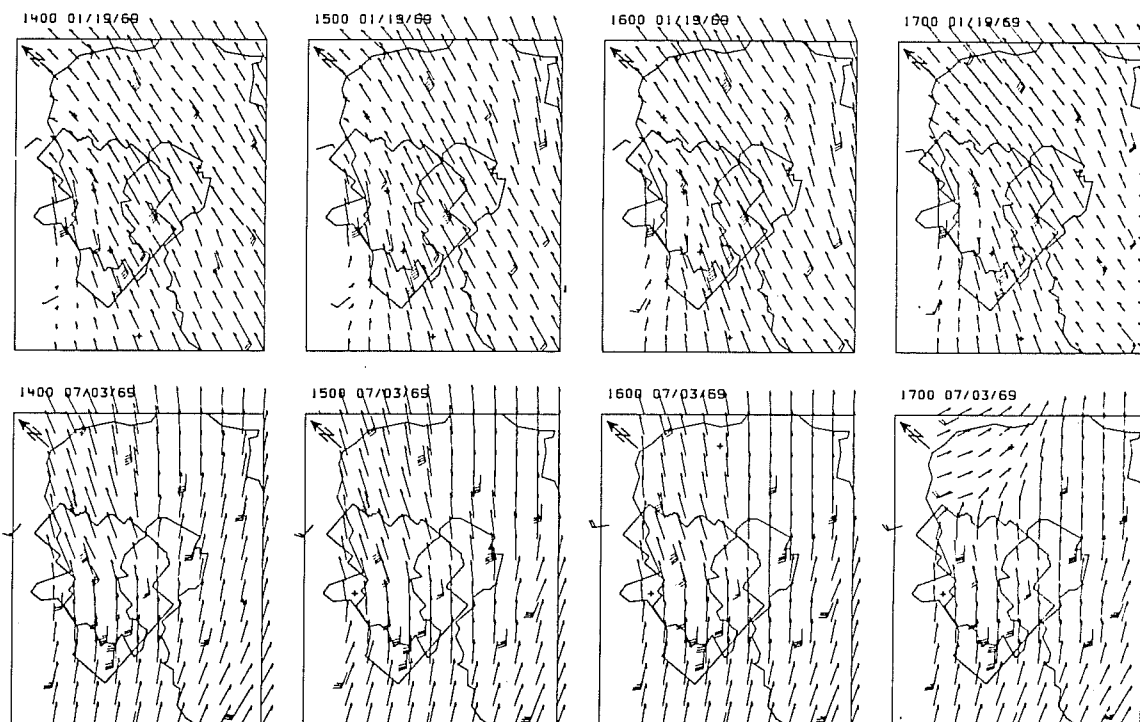 1400 01/19/69
1500 01/19/69
1600 01/19/69
1700 01/19/69
N
N
N
N
1400 07/03/69
1500 07/03/69
1600 07/03/69
1700 07/03/69
N
N
N
N